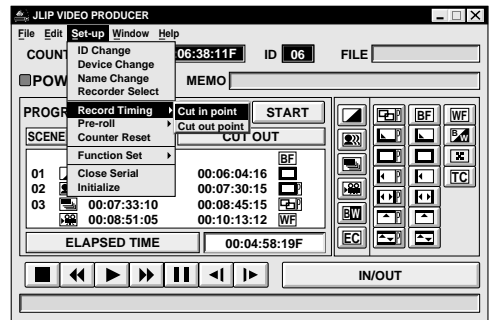 JLIP VIDEO PRODUCER
File Edit Set-up Window Help
COUNT 06:38:11F ID 06 FILE
ID Change
Device Change
Name Change
Recorder Select
POW MEMO
Record Timing Cut in point
Pre-roll Cut out point
Counter Reset
Function Set
Close Serial
Initialize
PROGR START
SCENE CUT OUT
BF
01 00:06:04:16
02 00:07:30:15 P
03 00:07:33:10 00:08:45:15 P
00:08:51:05 00:10:13:12 WF
ELAPSED TIME 00:04:58:19F
P BF WF
P B/W
P
P TC
P
BW P
EC P
IN/OUT